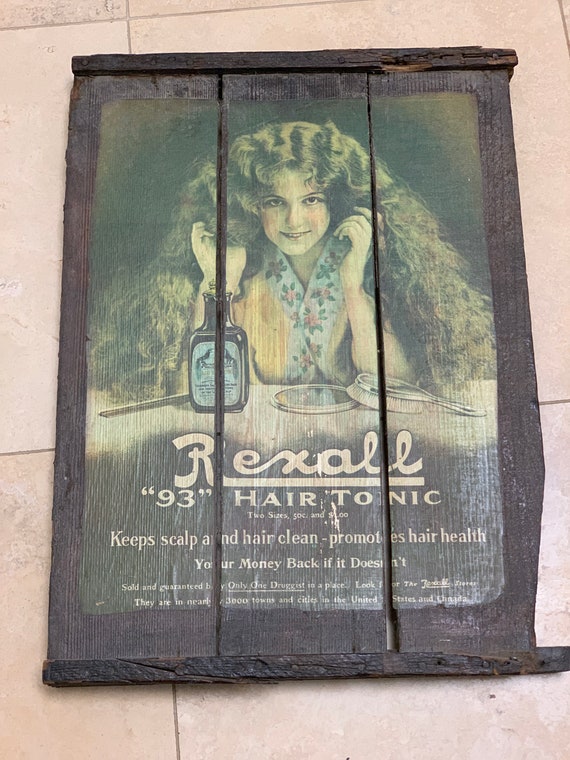 Rexall
"93" HAIR TONIC
Two Sizes, 50c. and $1.00
Keeps scalp and hair clean - promotes hair health
Your Money Back if it Doesn't
Sold and guaranteed by Only One Druggist in a place. Look for The Rexall Stores
They are in nearly 3000 towns and cities in the United States and Canada